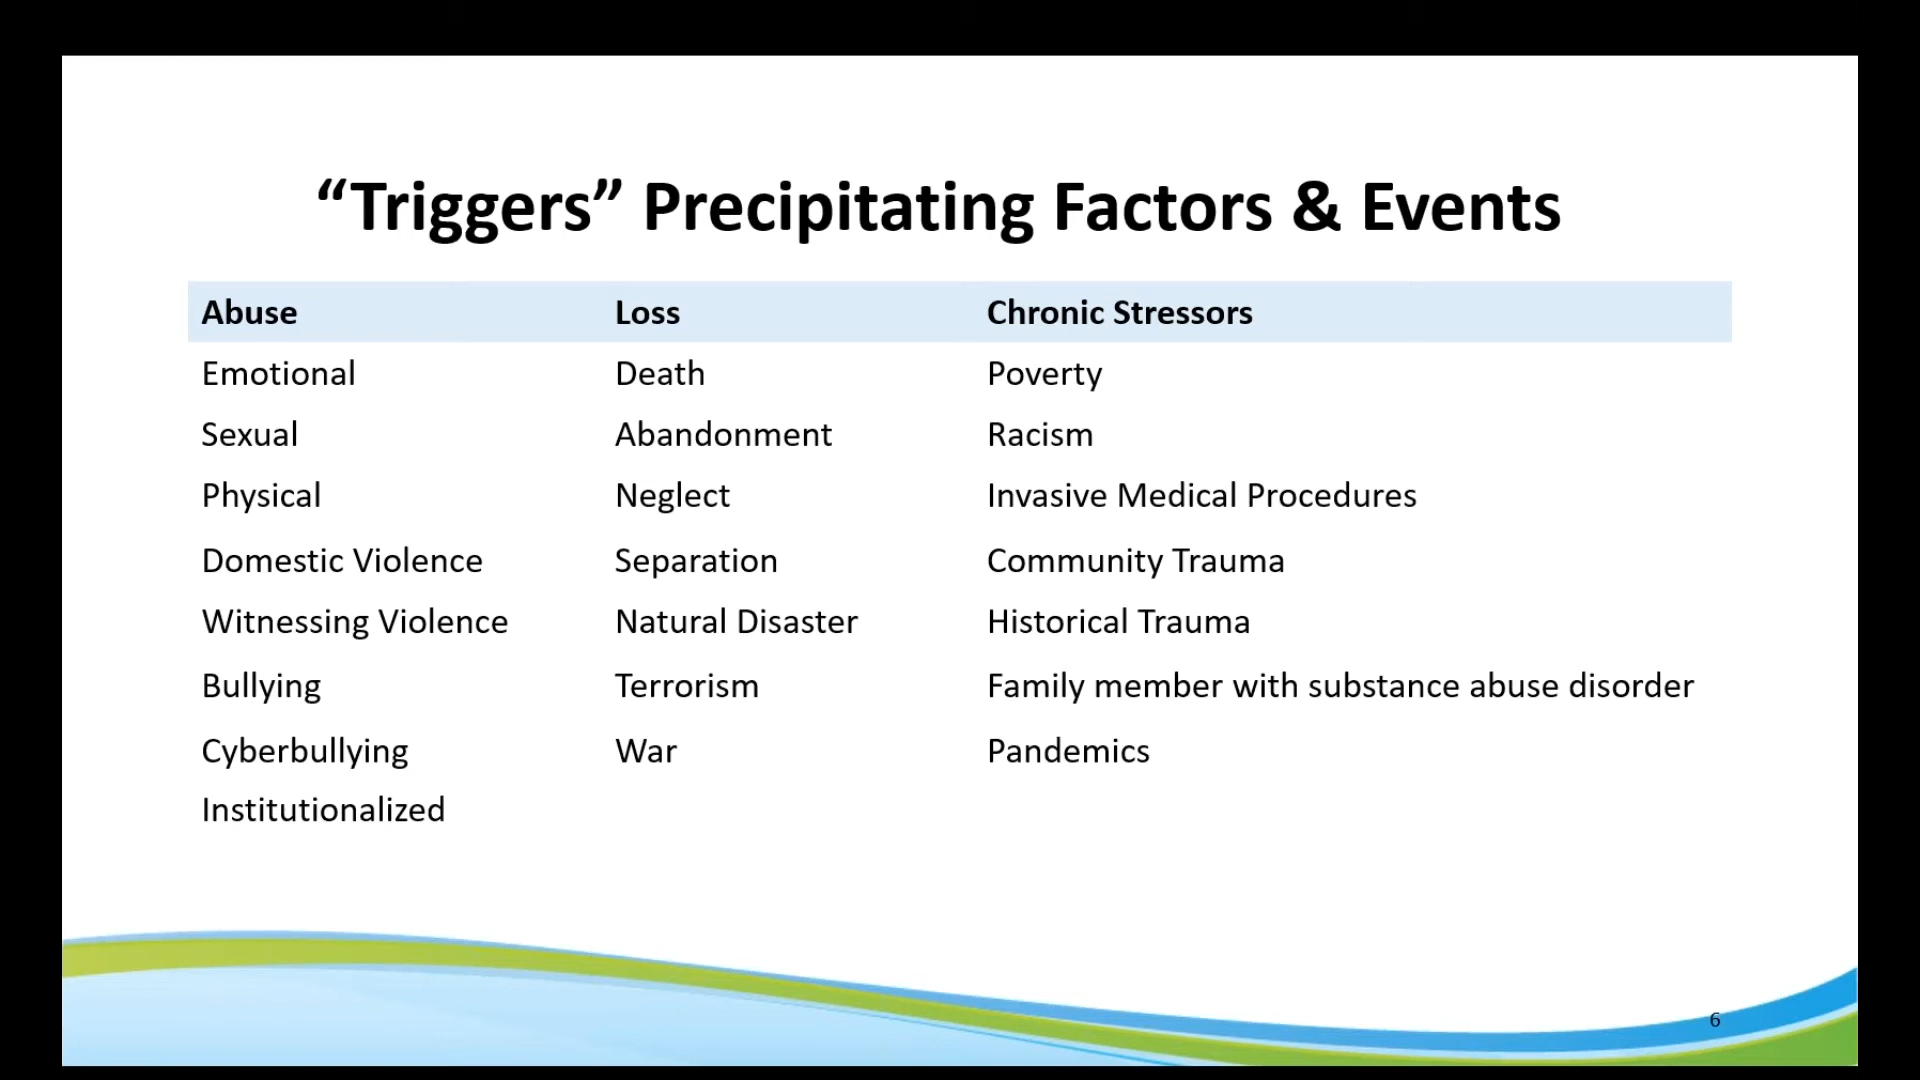 “Triggers” Precipitating Factors & Events
Abuse Loss Chronic Stressors
Emotional Death Poverty
Sexual Abandonment Racism
Physical Neglect Invasive Medical Procedures
Domestic Violence Separation Community Trauma
Witnessing Violence Natural Disaster Historical Trauma
Bullying Terrorism Family member with substance abuse disorder
Cyberbullying War Pandemics
Institutionalized
6